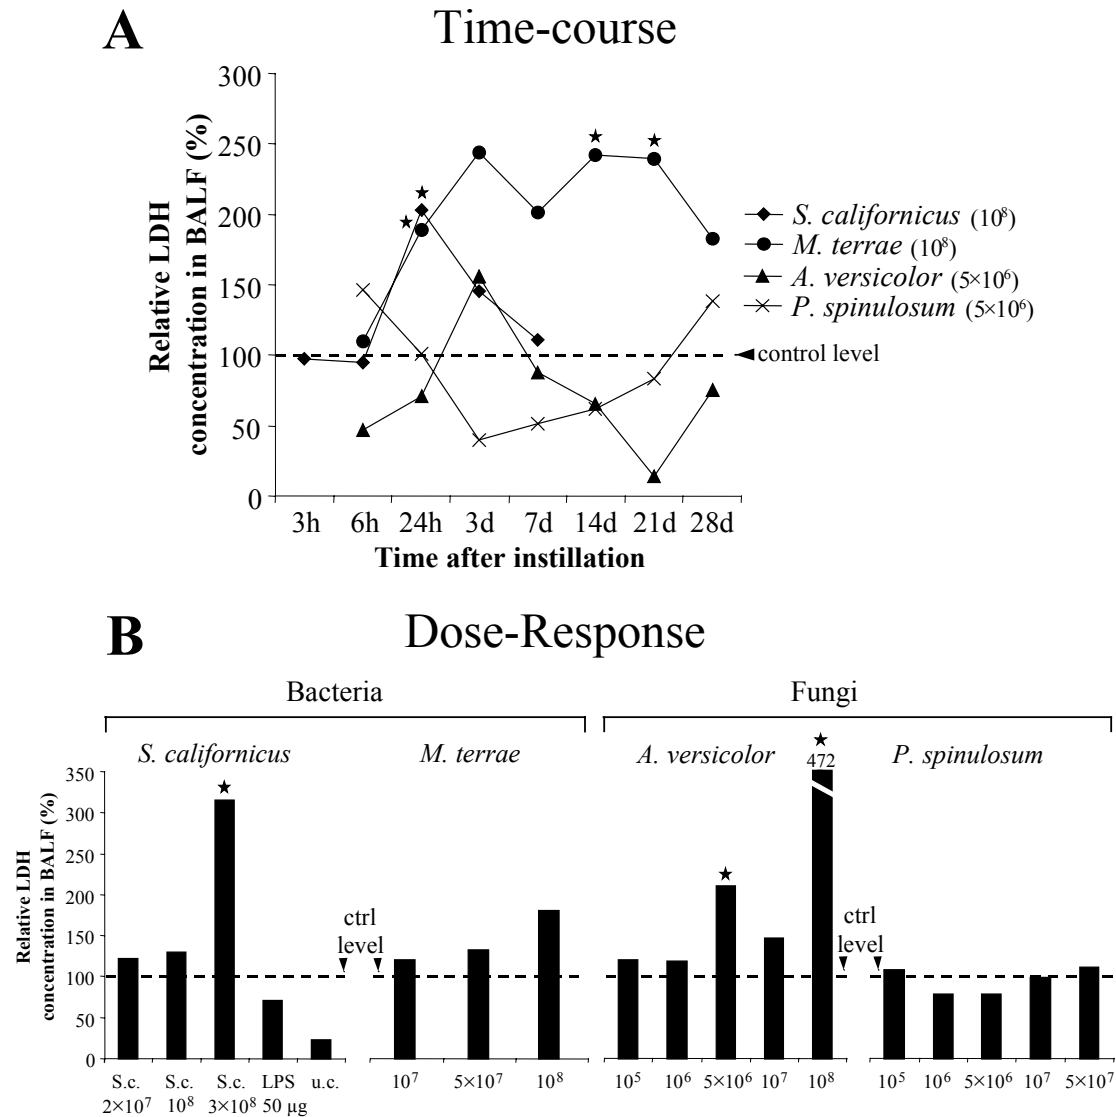 A
Time-course
Relative LDH
concentration in BALF (%)
300
250
200
150
100
50
0
3h 6h 24h 3d 7d 14d 21d 28d
Time after instillation
S. californicus (10⁸)
M. terrae (10⁸)
A. versicolor (5×10⁶)
P. spinulosum (5×10⁶)
control level
B
Dose-Response
Bacteria
Fungi
S. californicus
M. terrae
A. versicolor
P. spinulosum
Relative LDH
concentration in BALF (%)
350
300
250
200
150
100
50
0
472
ctrl
level
ctrl
level
S.c. S.c. S.c. LPS u.c.
2×10⁷ 10⁸ 3×10⁸ 50 µg
10⁷ 5×10⁷ 10⁸
10⁵ 10⁶ 5×10⁶ 10⁷ 10⁸
10⁵ 10⁶ 5×10⁶ 10⁷ 5×10⁷